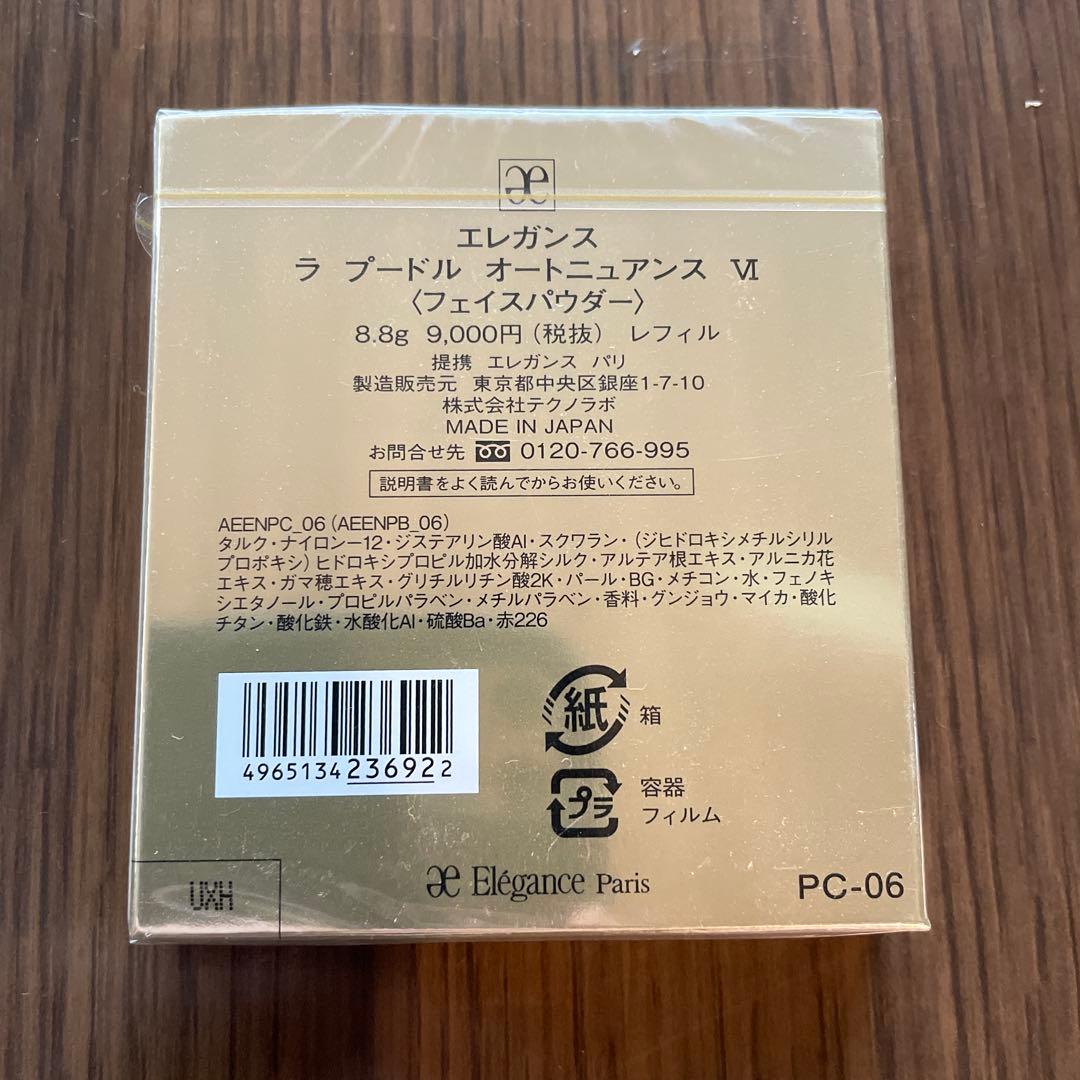 æ
エレガンス
ラ プードル オートニュアンス Ⅵ
〈フェイスパウダー〉
8.8g 9,000円(税抜) レフィル
提携 エレガンス パリ
製造販売元 東京都中央区銀座1-7-10
株式会社テクノラボ
MADE IN JAPAN
お問合せ先 0120-766-995
説明書をよく読んでからお使いください。
AEENPC_06(AEENPB_06)
タルク・ナイロンー12・ジステアリン酸Al・スクワラン・(ジヒドロキシメチルシリル
プロポキシ)ヒドロキシプロピル加水分解シルク・アルテア根エキス・アルニカ花
エキス・ガマ穂エキス・グリチルリチン酸2K・パール・BG・メチコン・水・フェノキ
シエタノール・プロピルパラベン・メチルパラベン・香料・グンジョウ・マイカ・酸化
チタン・酸化鉄・水酸化Al・硫酸Ba・赤226
4965134236922
紙 箱
プラ 容器
フィルム
UXH
æ Elégance Paris
PC-06